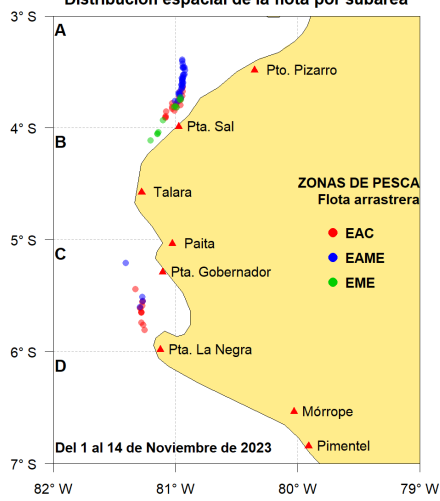 Distribución espacial de la flota por subárea
3° S
A
Pto. Pizarro
Pta. Sal
4° S
B
ZONAS DE PESCA
Flota arrastrera
Talara
EAC
Paita
5° S
C
EAME
Pta. Gobernador
EME
Pta. La Negra
6° S
D
Mórrope
Del 1 al 14 de Noviembre de 2023
Pimentel
7° S
82° W
81° W
80° W
79° W